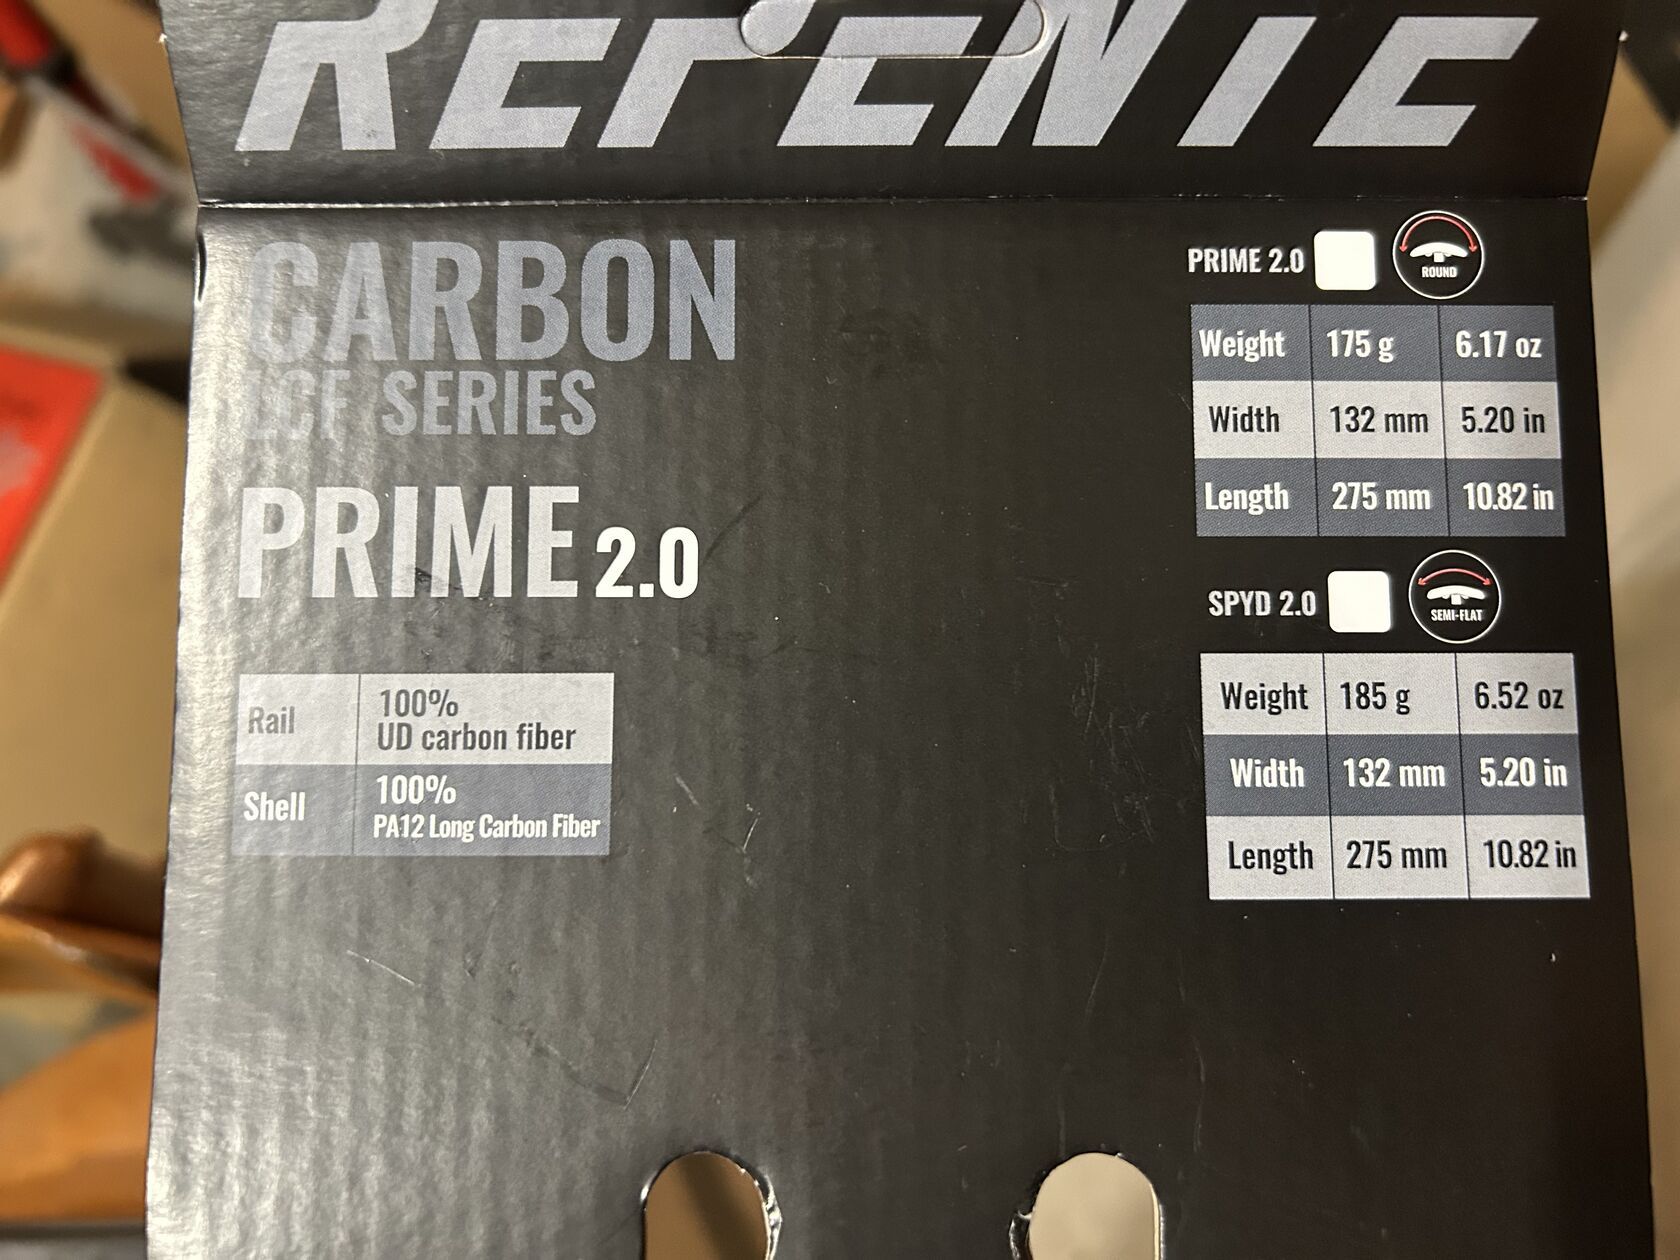 REPENTE
CARBON
LCF SERIES
PRIME 2.0
Rail 100%
UD carbon fiber
Shell 100%
PA12 Long Carbon Fiber
PRIME 2.0 ROUND
Weight 175 g 6.17 oz
Width 132 mm 5.20 in
Length 275 mm 10.82 in
SPYD 2.0 SEMI-FLAT
Weight 185 g 6.52 oz
Width 132 mm 5.20 in
Length 275 mm 10.82 in